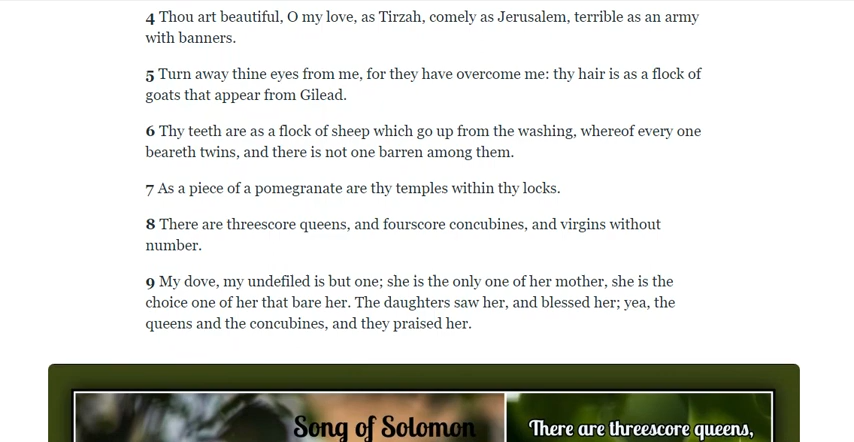 4 Thou art beautiful, O my love, as Tirzah, comely as Jerusalem, terrible as an army
with banners.
5 Turn away thine eyes from me, for they have overcome me: thy hair is as a flock of
goats that appear from Gilead.
6 Thy teeth are as a flock of sheep which go up from the washing, whereof every one
beareth twins, and there is not one barren among them.
7 As a piece of a pomegranate are thy temples within thy locks.
8 There are threescore queens, and fourscore concubines, and virgins without
number.
9 My dove, my undefiled is but one; she is the only one of her mother, she is the
choice one of her that bare her. The daughters saw her, and blessed her; yea, the
queens and the concubines, and they praised her.
Song of Solomon
There are threescore queens,